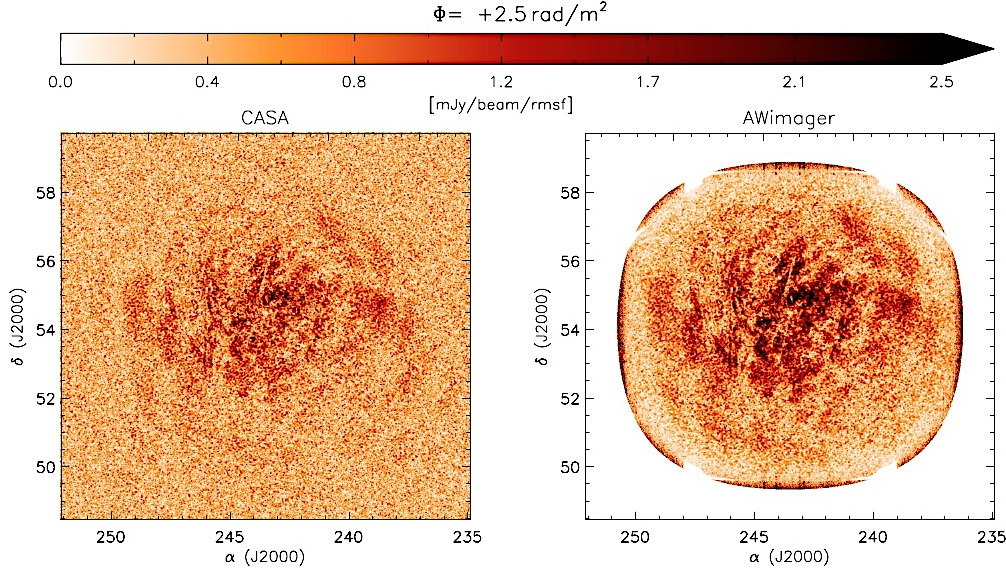 Φ= +2.5 rad/m²
0.0 0.4 0.8 1.2 1.7 2.1 2.5
[mJy/beam/rmsf]
CASA AWimager
58 58
56 56
54 54
52 52
50 50
δ (J2000) δ (J2000)
250 245 240 235 250 245 240 235
α (J2000) α (J2000)